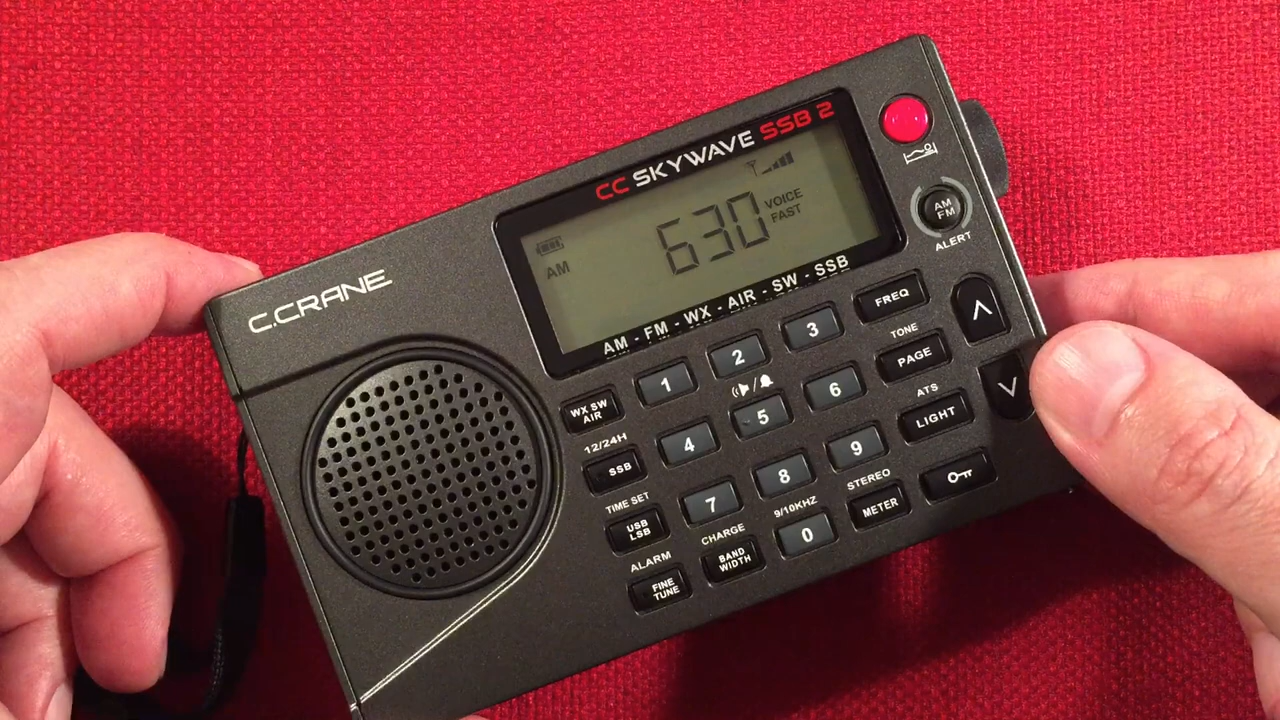 C.CRANE
CC SKYWAVE SSB 2
AM
630
VOICE
FAST
AM - FM - WX - AIR - SW - SSB
AM
FM
ALERT
1
2
3
FREQ
WX SW
AIR
4
5
6
TONE
PAGE
12/24H
SSB
7
8
9
ATS
LIGHT
TIME SET
USB
LSB
CHARGE
BAND
WIDTH
9/10KHZ
0
STEREO
METER
ALARM
FINE
TUNE